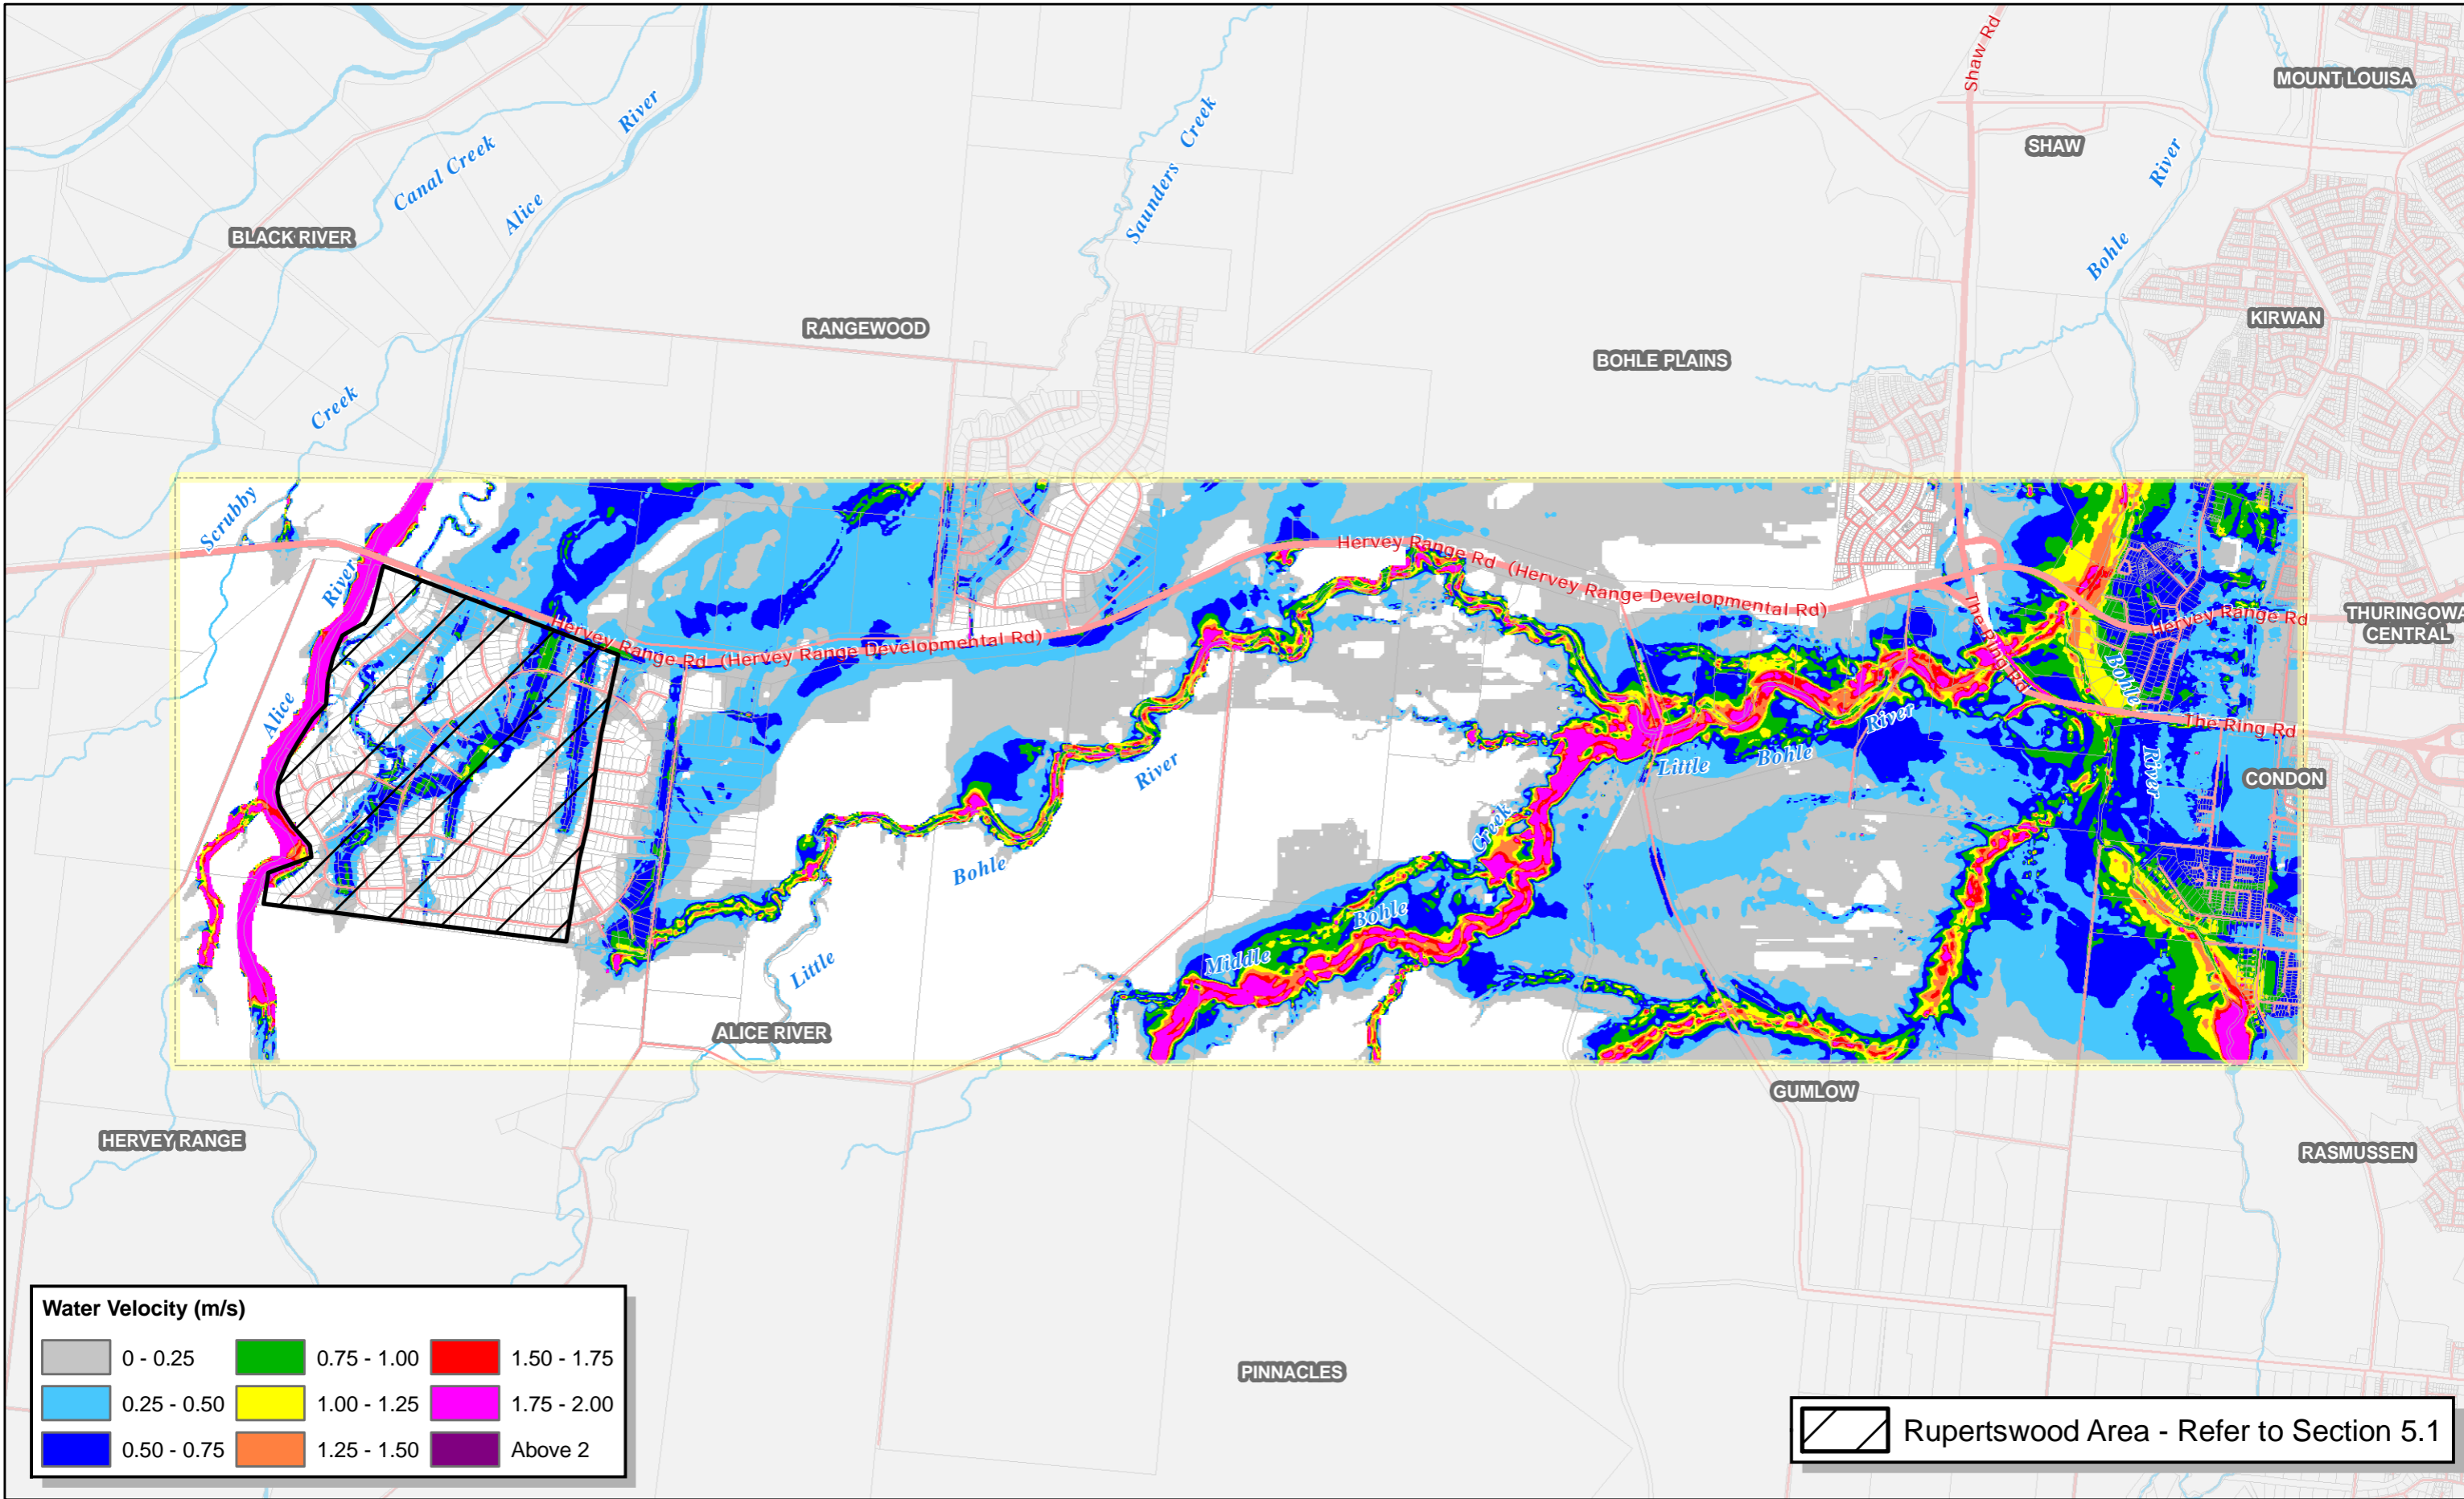 Shaw Rd
MOUNT LOUISA
SHAW
River
Bohle
Canal Creek
River
Alice
Saunders Creek
BLACK RIVER
RANGEWOOD
BOHLE PLAINS
KIRWAN
Creek
Scrubby
River
Alice
Hervey Range Rd (Hervey Range Developmental Rd)
Hervey Range Rd (Hervey Range Developmental Rd)
The Ring Rd
Hervey Range Rd
THURINGOWA
CENTRAL
Bohle
River
The Ring Rd
CONDON
River
Bohle
Little
River
Bohle
Little
Creek
Bohle
Middle
ALICE RIVER
GUMLOW
HERVEY RANGE
RASMUSSEN
PINNACLES
Water Velocity (m/s)
0 - 0.25
0.75 - 1.00
1.50 - 1.75
0.25 - 0.50
1.00 - 1.25
1.75 - 2.00
0.50 - 0.75
1.25 - 1.50
Above 2
Rupertswood Area - Refer to Section 5.1